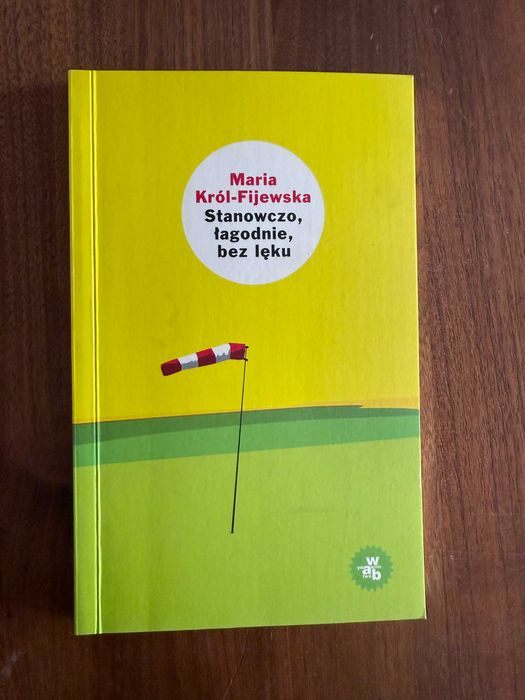 Maria
Król-Fijewska
Stanowczo,
łagodnie,
bez lęku
w
a
b